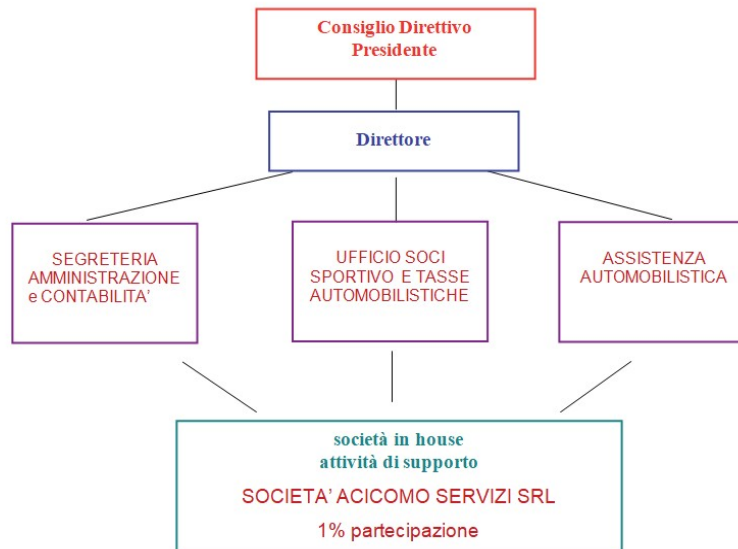 Consiglio Direttivo
Presidente
Direttore
SEGRETERIA
AMMINISTRAZIONE
e CONTABILITA’
UFFICIO SOCI
SPORTIVO E TASSE
AUTOMOBILISTICHE
ASSISTENZA
AUTOMOBILISTICA
società in house
attività di supporto
SOCIETA’ ACICOMO SERVIZI SRL
1% partecipazione